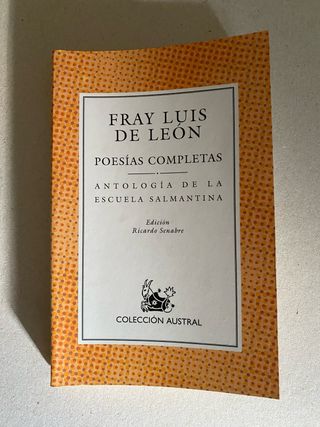 FRAY LUIS
DE LEÓN
POESÍAS COMPLETAS
ANTOLOGÍA DE LA
ESCUELA SALMANTINA
Edición
Ricardo Senabre
COLECCIÓN AUSTRAL